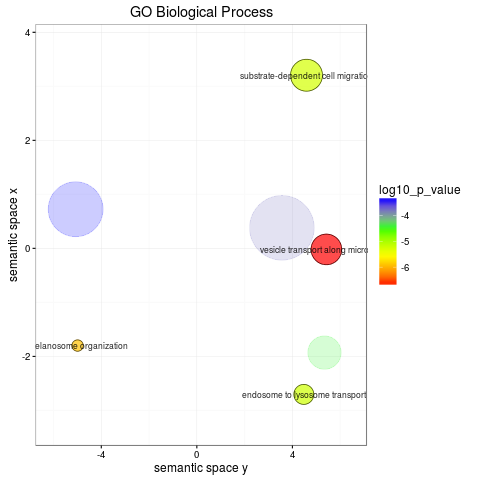 GO Biological Process
4
substrate-dependent cell migratio
2
log10_p_value
-4
-5
-6
semantic space x
0
vesicle transport along micro
elanosome organization
-2
endosome to lysosome transport
-4
0
4
semantic space y